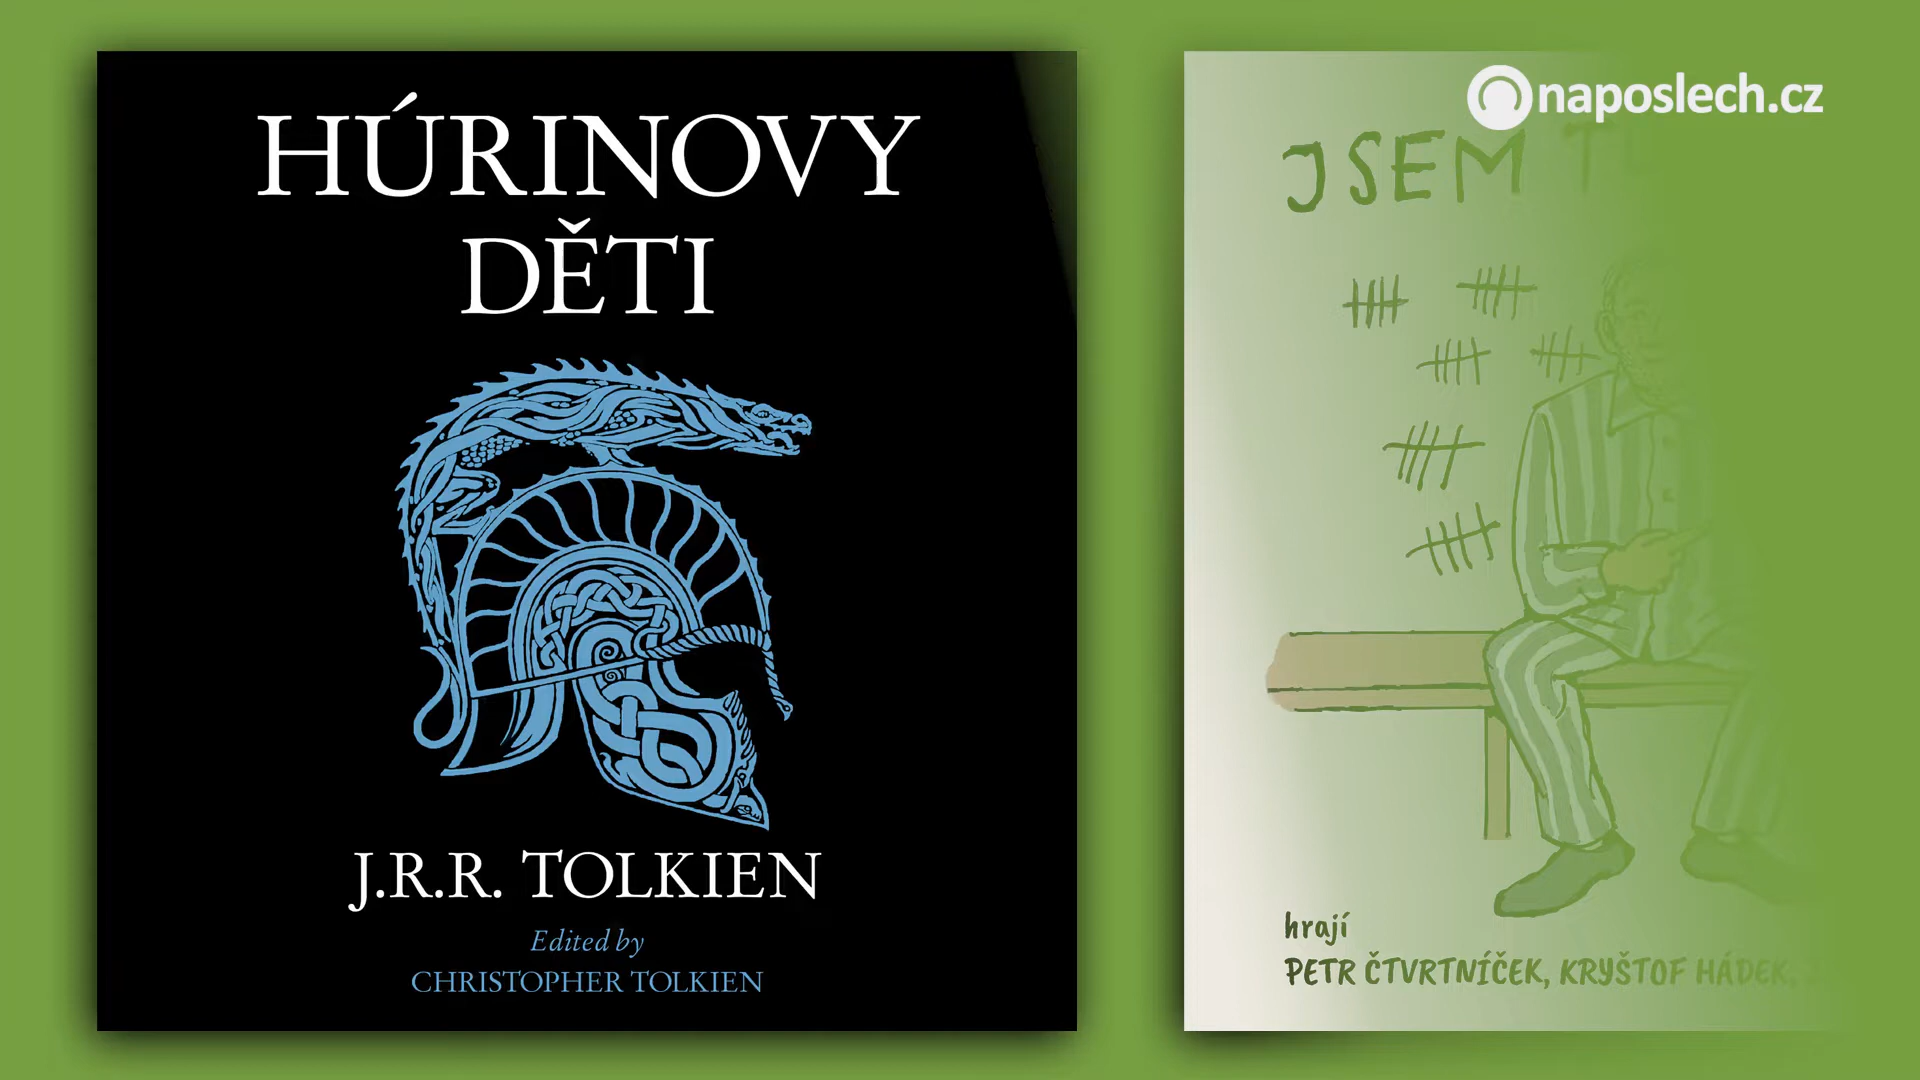 HÚRINOVY
DĚTI
J.R.R. TOLKIEN
Edited by
CHRISTOPHER TOLKIEN
naposlech.cz
JSEM
hrají
PETR ČTVRTNÍČEK, KRYŠTOF HÁDEK,